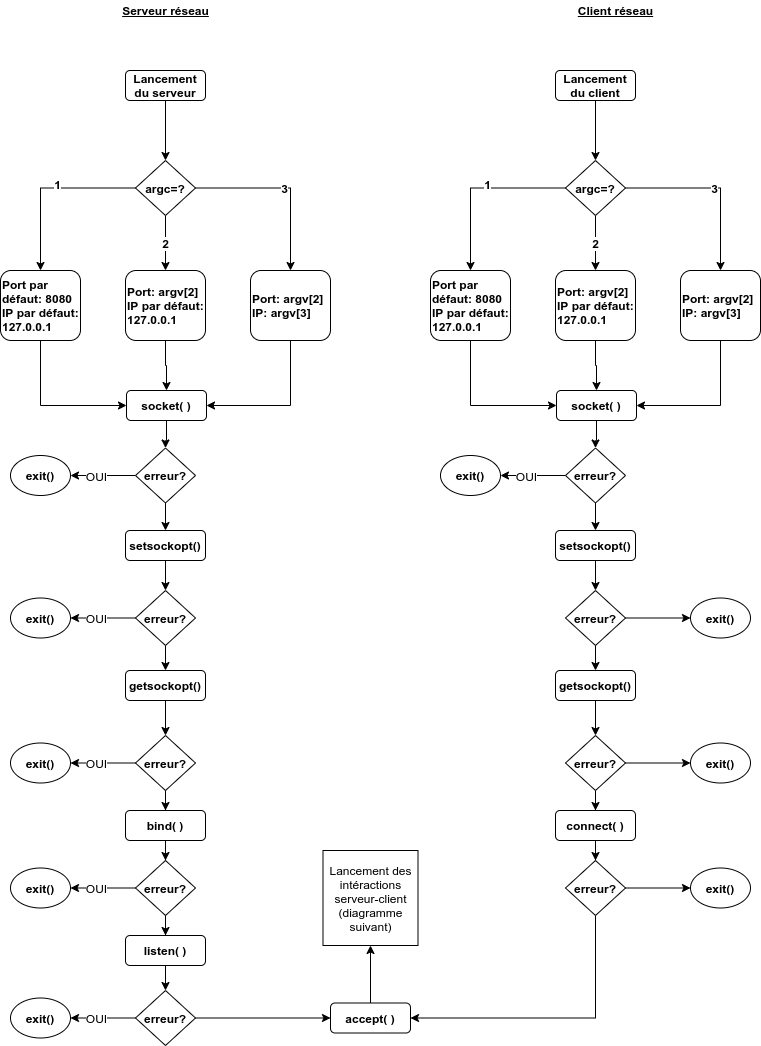 Serveur réseau
Client réseau
Lancement
du serveur
Lancement
du client
argc=?
1
2
3
argc=?
1
2
3
Port par
défaut: 8080
IP par défaut:
127.0.0.1
Port: argv[2]
IP par défaut:
127.0.0.1
Port: argv[2]
IP: argv[3]
Port par
défaut: 8080
IP par défaut:
127.0.0.1
Port: argv[2]
IP par défaut:
127.0.0.1
Port: argv[2]
IP: argv[3]
socket( )
socket( )
exit()
OUI
erreur?
exit()
OUI
erreur?
setsockopt()
setsockopt()
exit()
OUI
erreur?
erreur?
exit()
getsockopt()
getsockopt()
exit()
OUI
erreur?
erreur?
exit()
bind( )
connect( )
exit()
OUI
erreur?
Lancement des
intéractions
serveur-client
(diagramme
suivant)
erreur?
exit()
listen( )
exit()
OUI
erreur?
accept( )